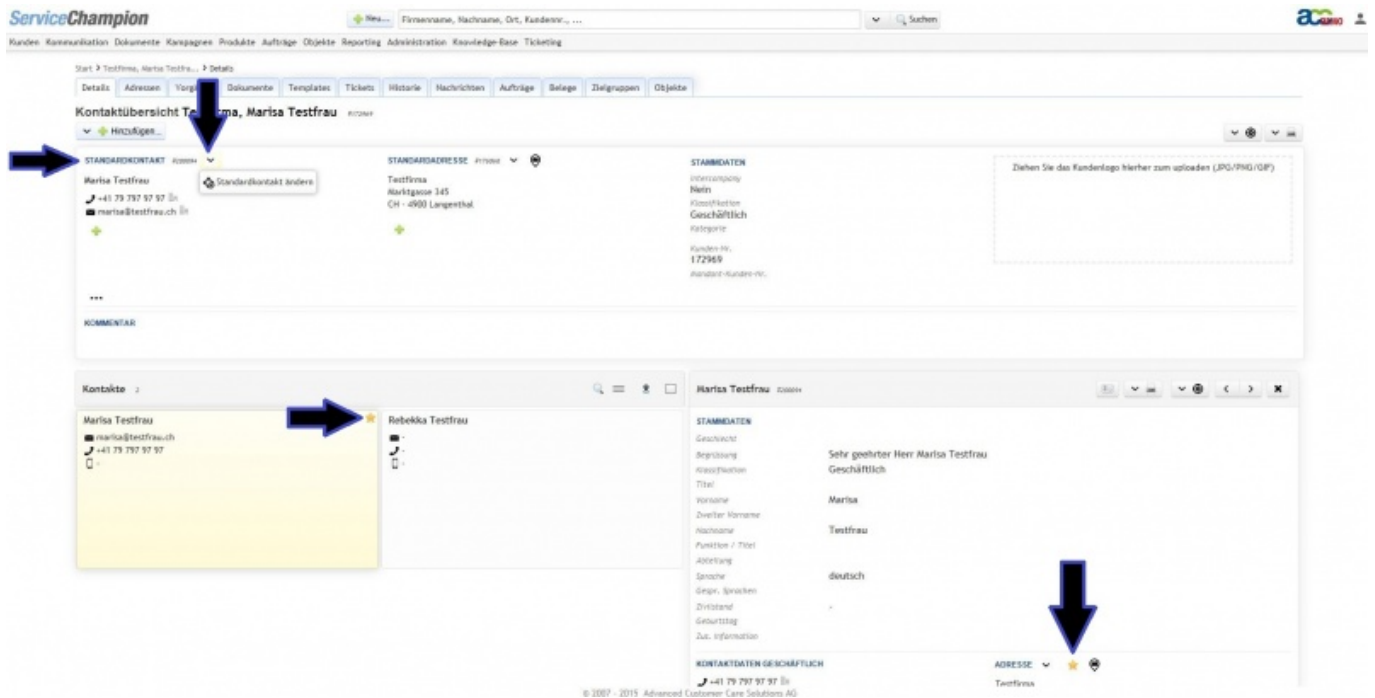 ServiceChampion
Neu... Firmenname, Nachname, Ort, Kundennr., ... Suchen
Kunden Kommunikation Dokumente Kampagnen Produkte Aufträge Objekte Reporting Administration Knowledge-Base Ticketing
Start Testfirma, Marisa Testfra... Details
Details Adressen Dokumente Templates Tickets Historie Nachrichten Aufträge Belege Zielgruppen Objekte
Kontaktübersicht Marisa Testfrau
Hinzufügen...
STANDARDKONTAKT STANDARDADRESSE STAMMDATEN
Ziehen Sie das Kundenlogo hierher zum uploaden (JPG/PNG/GIF)
Marisa Testfrau
Standardkontakt ändern
+41 79 797 97 97
marisa@testfrau.ch
Testfirma
Marktgasse 345
CH - 4900 Langenthal
Intercompany
Nein
Klassifikation
Geschäftlich
Kategorie
Kunden-Nr.
172969
Mandant-Kunden-Nr.
...
KOMMENTAR
Kontakte 2
Marisa Testfrau
marisa@testfrau.ch
+41 79 797 97 97
-
Rebekka Testfrau
-
-
-
Marisa Testfrau
STAMMDATEN
Geschlecht
Begrüssung Sehr geehrter Herr Marisa Testfrau
Klassifikation Geschäftlich
Titel
Vorname Marisa
Zweiter Vorname
Nachname Testfrau
Funktion / Titel
Abteilung
Sprache deutsch
Gespr. Sprachen
Zivilstand -
Geburtstag
Zus. Information
KONTAKTDATEN GESCHÄFTLICH ADRESSE
+41 79 797 97 97 Testfirma
© 2007 - 2015 Advanced Customer Care Solutions AG